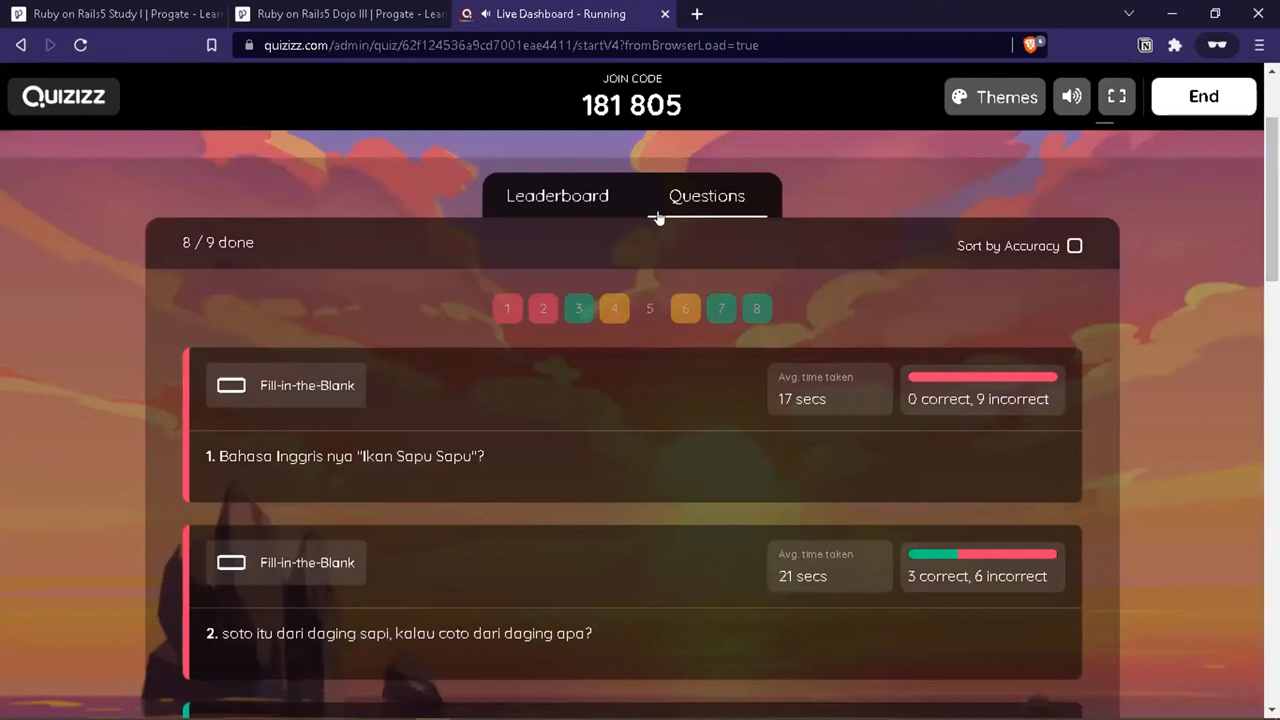 Ruby on Rails5 Study I | Progate - Lear
Ruby on Rails5 Dojo III | Progate - Lear
Live Dashboard - Running
quizizz.com/admin/quiz/62f124536a9cd7001eae4411/startV4?fromBrowserLoad=true
6
QUIZIZZ
JOIN CODE
181 805
Themes
End
Leaderboard
Questions
8 / 9 done
Sort by Accuracy
1 2 3 4 5 6 7 8
Fill-in-the-Blank
Avg. time taken
17 secs
0 correct, 9 incorrect
1. Bahasa Inggris nya "Ikan Sapu Sapu"?
Fill-in-the-Blank
Avg. time taken
21 secs
3 correct, 6 incorrect
2. soto itu dari daging sapi, kalau coto dari daging apa?